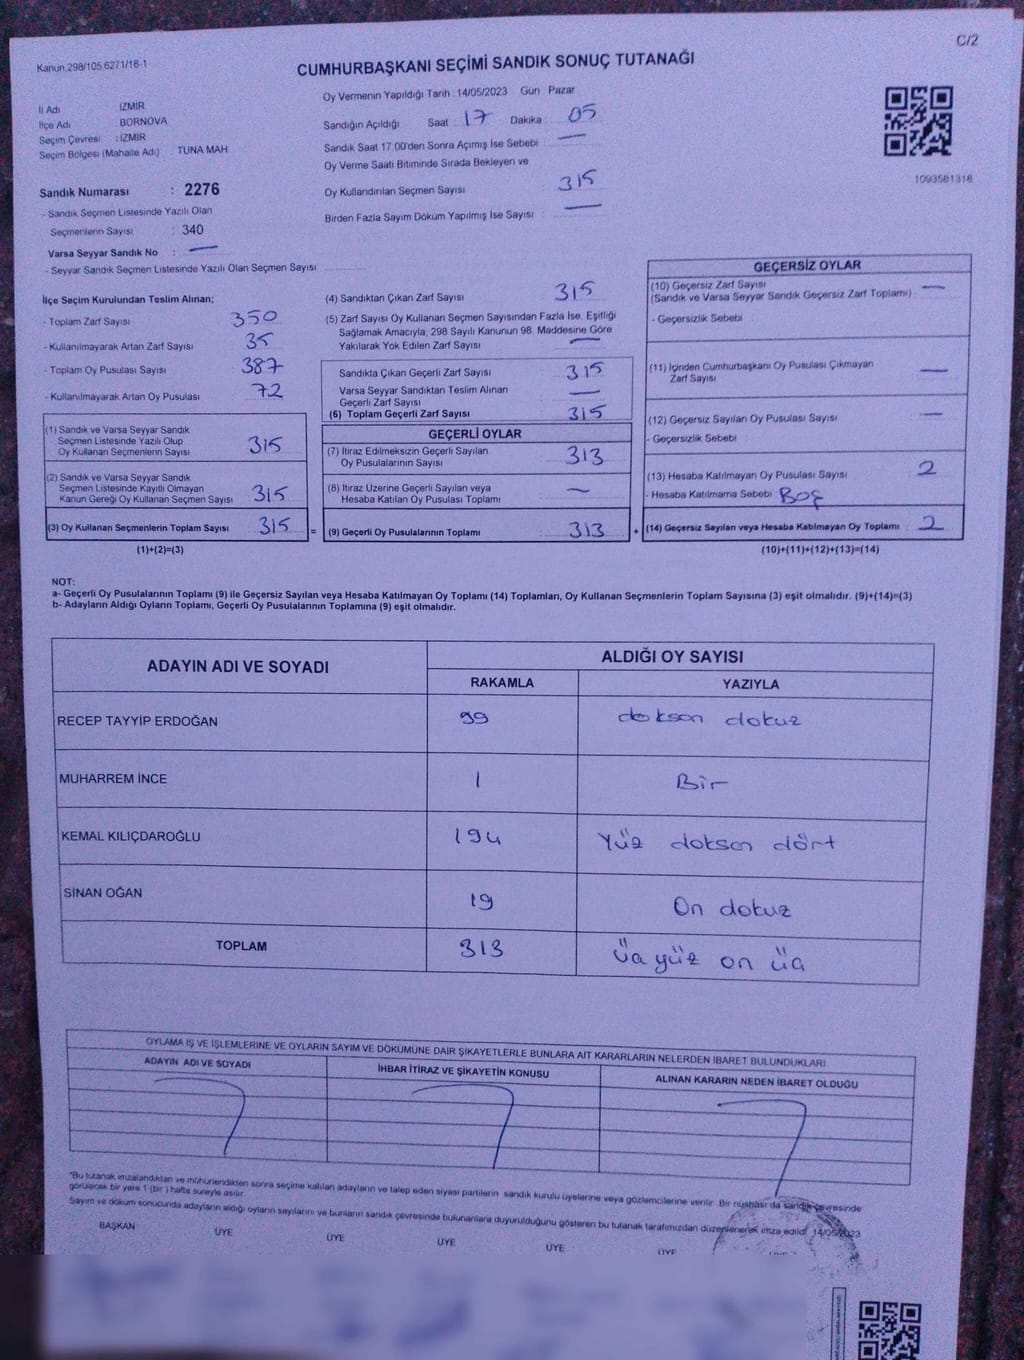 Kanun.298/105,6271/18-1
C/2
CUMHURBAŞKANI SEÇİMİ SANDIK SONUÇ TUTANAĞI
İl Adı : İZMİR
İlçe Adı : BORNOVA
Seçim Çevresi : İZMİR
Seçim Bölgesi (Mahalle Adı) : TUNA MAH.
Oy Vermenin Yapıldığı Tarih :14/05/2023 Gün : Pazar
Sandığın Açıldığı Saat : 17 Dakika : 05
Sandık Saat 17:00'den Sonra Açılmış İse Sebebi : —
Oy Verme Saati Bitiminde Sırada Bekleyen ve
Oy Kullandırılan Seçmen Sayısı : 315
Birden Fazla Sayım Döküm Yapılmış İse Sayısı : —
1093581318
Sandık Numarası : 2276
- Sandık Seçmen Listesinde Yazılı Olan
Seçmenlerin Sayısı : 340
Varsa Seyyar Sandık No : —
- Seyyar Sandık Seçmen Listesinde Yazılı Olan Seçmen Sayısı :
İlçe Seçim Kurulundan Teslim Alınan;
- Toplam Zarf Sayısı : 350
- Kullanılmayarak Artan Zarf Sayısı : 35
- Toplam Oy Pusulası Sayısı : 387
- Kullanılmayarak Artan Oy Pusulası : 72
(1) Sandık ve Varsa Seyyar Sandık
Seçmen Listesinde Yazılı Olup
Oy Kullanan Seçmenlerin Sayısı : 315
(2) Sandık ve Varsa Seyyar Sandık
Seçmen Listesinde Kayıtlı Olmayan
Kanun Gereği Oy Kullanan Seçmen Sayısı : 315
(3) Oy Kullanan Seçmenlerin Toplam Sayısı : 315
(1)+(2)=(3)
(4) Sandıktan Çıkan Zarf Sayısı : 315
(5) Zarf Sayısı Oy Kullanan Seçmen Sayısından Fazla İse, Eşitliği
Sağlamak Amacıyla, 298 Sayılı Kanunun 98. Maddesine Göre
Yakılarak Yok Edilen Zarf Sayısı : —
Sandıkta Çıkan Geçerli Zarf Sayısı : 315
Varsa Seyyar Sandıktan Teslim Alınan
Geçerli Zarf Sayısı : —
(6) Toplam Geçerli Zarf Sayısı : 315
GEÇERLİ OYLAR
(7) İtiraz Edilmeksizin Geçerli Sayılan
Oy Pusulalarının Sayısı : 313
(8) İtiraz Üzerine Geçerli Sayılan veya
Hesaba Katılan Oy Pusulası Toplamı : —
= (9) Geçerli Oy Pusulalarının Toplamı : 313
GEÇERSİZ OYLAR
(10) Geçersiz Zarf Sayısı : —
(Sandık ve Varsa Seyyar Sandık Geçersiz Zarf Toplamı)
- Geçersizlik Sebebi :
(11) İçinden Cumhurbaşkanı Oy Pusulası Çıkmayan
Zarf Sayısı : —
(12) Geçersiz Sayılan Oy Pusulası Sayısı : —
- Geçersizlik Sebebi :
(13) Hesaba Katılmayan Oy Pusulası Sayısı : 2
- Hesaba Katılmama Sebebi : Boş
+ (14) Geçersiz Sayılan veya Hesaba Katılmayan Oy Toplamı : 2
(10)+(11)+(12)+(13)=(14)
NOT:
a- Geçerli Oy Pusulalarının Toplamı (9) ile Geçersiz Sayılan veya Hesaba Katılmayan Oy Toplamı (14) Toplamları, Oy Kullanan Seçmenlerin Toplam Sayısına (3) eşit olmalıdır. (9)+(14)=(3)
b- Adayların Aldığı Oyların Toplamı, Geçerli Oy Pusulalarının Toplamına (9) eşit olmalıdır.
ADAYIN ADI VE SOYADI ALDIĞI OY SAYISI
RAKAMLA YAZIYLA
RECEP TAYYİP ERDOĞAN 99 doksan dokuz
MUHARREM İNCE 1 Bir
KEMAL KILIÇDAROĞLU 194 Yüz doksan dört
SİNAN OĞAN 19 On dokuz
TOPLAM 313 üç yüz on üç
OYLAMA İŞ VE İŞLEMLERİNE VE OYLARIN SAYIM VE DÖKÜMÜNE DAİR ŞİKAYETLERLE BUNLARA AİT KARARLARIN NELERDEN İBARET BULUNDUKLARI
ADAYIN ADI VE SOYADI İHBAR İTİRAZ VE ŞİKAYETİN KONUSU ALINAN KARARIN NEDEN İBARET OLDUĞU
*Bu tutanak imzalandıktan ve mühürlendikten sonra seçime katılan adayların ve talep eden siyasi partilerin sandık kurulu üyelerine veya gözlemcilerine verilir. Bir nüshası da sandık çevresinde
görülecek bir yere 1 (bir) hafta süreyle asılır.
Sayım ve döküm sonucunda adayların aldığı oyların sayılarını ve bunların sandık çevresinde bulunanlara duyurulduğunu gösteren bu tutanak tarafımızdan düzenlenerek imza edildi. 14/05/2023
BAŞKAN ÜYE ÜYE ÜYE ÜYE ÜYE